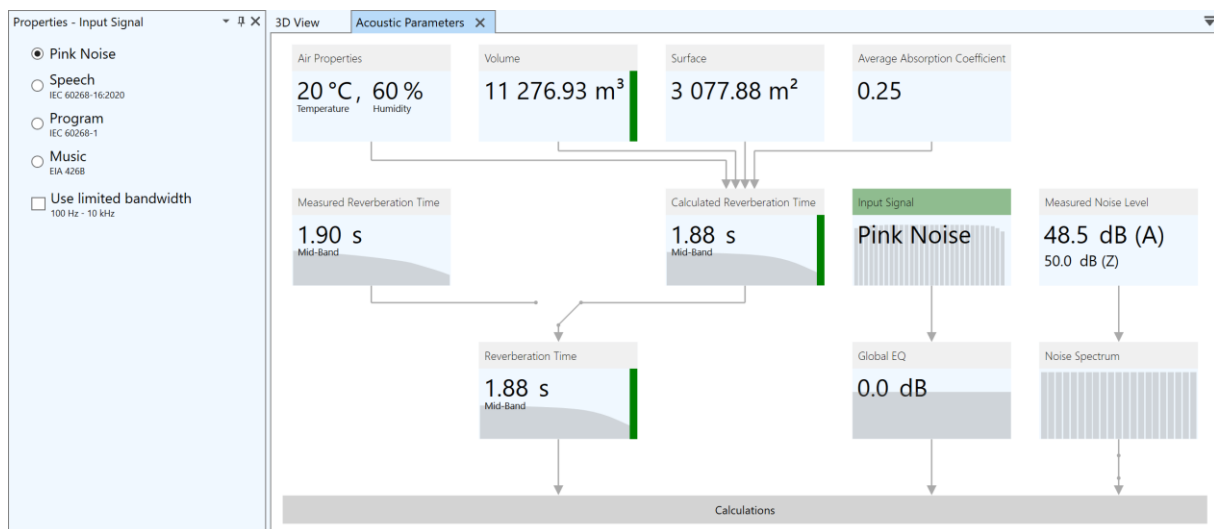 Properties - Input Signal
3D View
Acoustic Parameters
Pink Noise
Speech
IEC 60268-16:2020
Program
IEC 60268-1
Music
EIA 426B
Use limited bandwidth
100 Hz - 10 kHz
Air Properties
20 °C, 60 %
Temperature Humidity
Volume
11 276.93 m³
Surface
3 077.88 m²
Average Absorption Coefficient
0.25
Measured Reverberation Time
1.90 s
Mid-Band
Calculated Reverberation Time
1.88 s
Mid-Band
Input Signal
Pink Noise
Measured Noise Level
48.5 dB (A)
50.0 dB (Z)
Reverberation Time
1.88 s
Mid-Band
Global EQ
0.0 dB
Noise Spectrum
Calculations